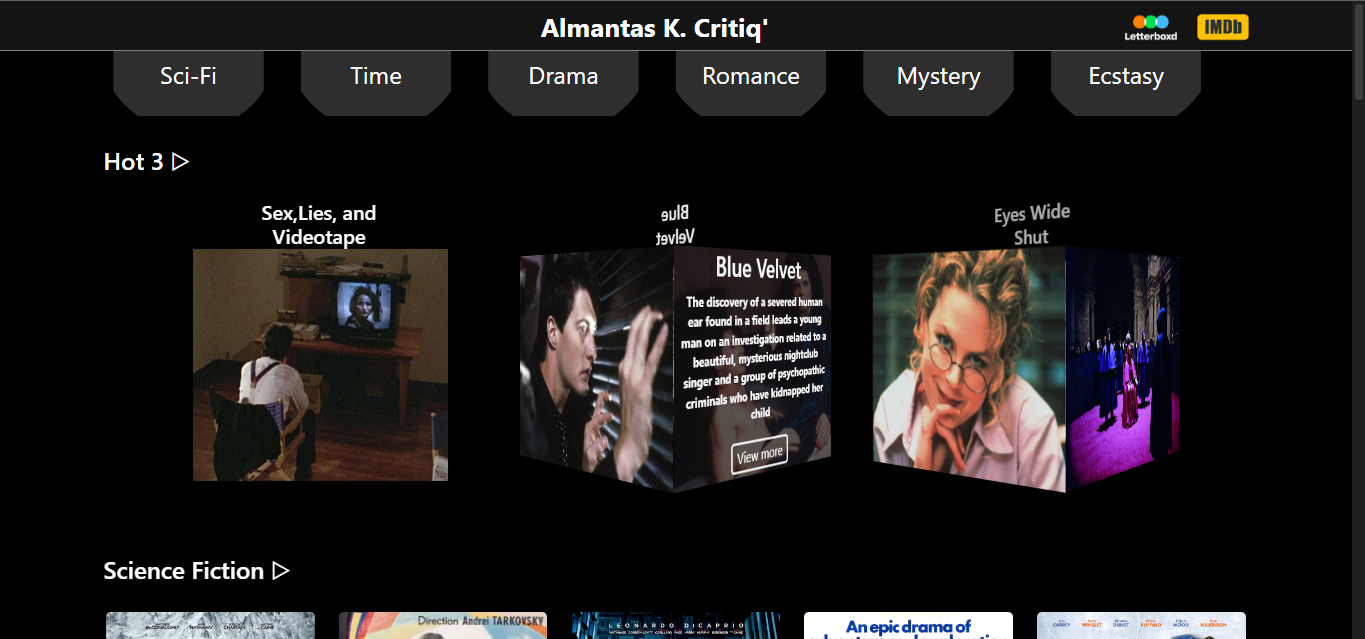 Almantas K. Critiq'
Letterboxd
IMDb
Sci-Fi
Time
Drama
Romance
Mystery
Ecstasy
Hot 3
Sex,Lies, and
Videotape
Blue
Velvet
Eyes Wide
Shut
Blue Velvet
The discovery of a severed human
ear found in a field leads a young
man on an investigation related to a
beautiful, mysterious nightclub
singer and a group of psychopathic
criminals who have kidnapped her
child
View more
Science Fiction
Direction Andrei TARKOVSKY
LEONARDO DICAPRIO
An epic drama of